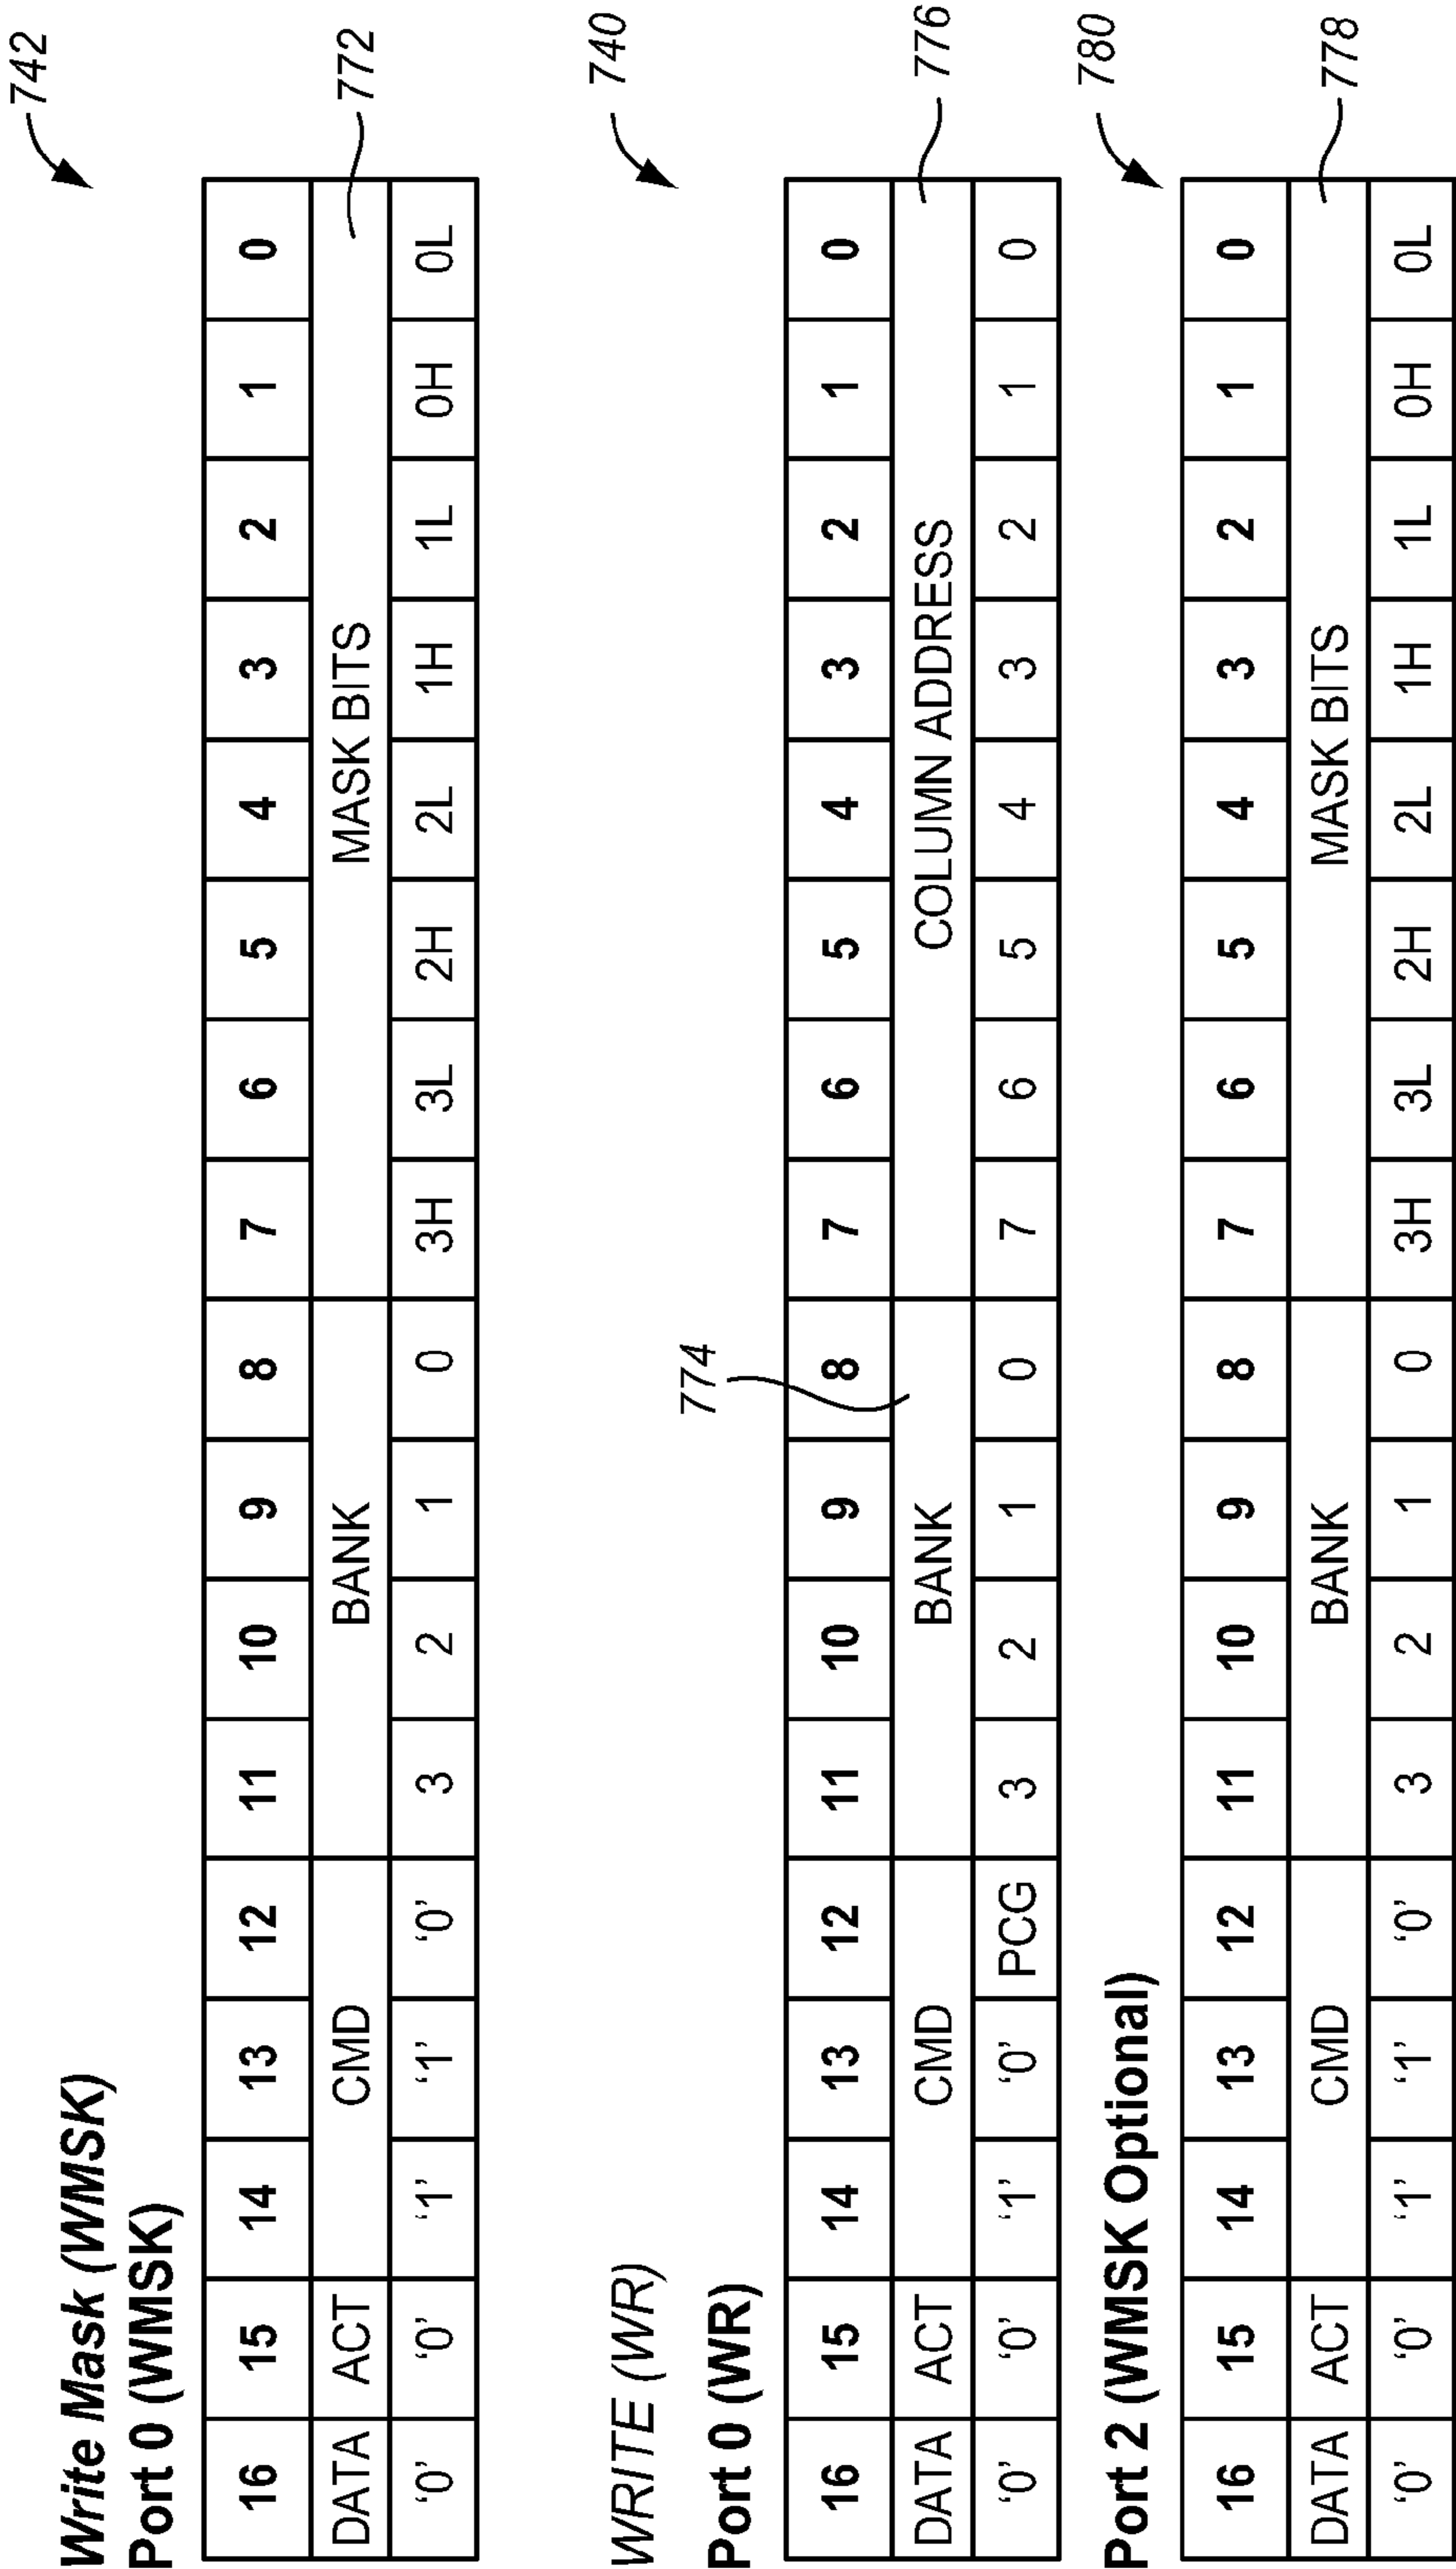 742
Write Mask (WMSK)
Port 0 (WMSK)
16 15 14 13 12 11 10 9 8 7 6 5 4 3 2 1 0
DATA ACT CMD BANK MASK BITS
772
'0' '0' '1' '1' '0' 3 2 1 0 3H 3L 2H 2L 1H 1L 0H 0L
740
WRITE (WR)
774
Port 0 (WR)
16 15 14 13 12 11 10 9 8 7 6 5 4 3 2 1 0
DATA ACT CMD BANK COLUMN ADDRESS
776
'0' '0' '1' '0' PCG 3 2 1 0 7 6 5 4 3 2 1 0
780
Port 2 (WMSK Optional)
16 15 14 13 12 11 10 9 8 7 6 5 4 3 2 1 0
DATA ACT CMD BANK MASK BITS
778
'0' '0' '1' '1' '0' 3 2 1 0 3H 3L 2H 2L 1H 1L 0H 0L